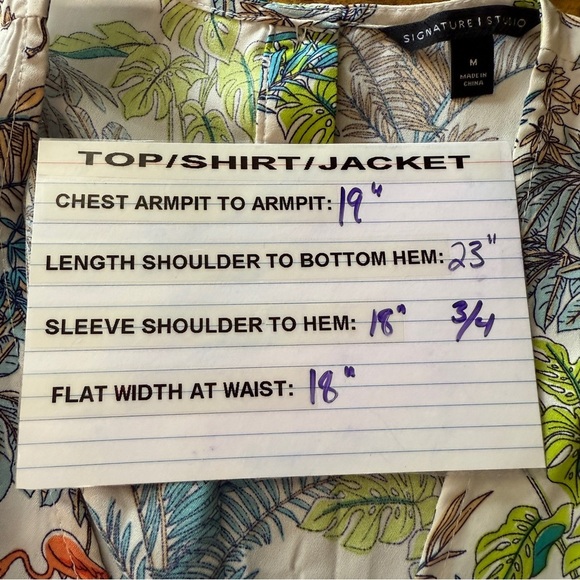 SIGNATURE | STUDIO
M
MADE IN
CHINA
TOP/SHIRT/JACKET
CHEST ARMPIT TO ARMPIT: 19"
LENGTH SHOULDER TO BOTTOM HEM: 23"
SLEEVE SHOULDER TO HEM: 18" 3/4
FLAT WIDTH AT WAIST: 18"